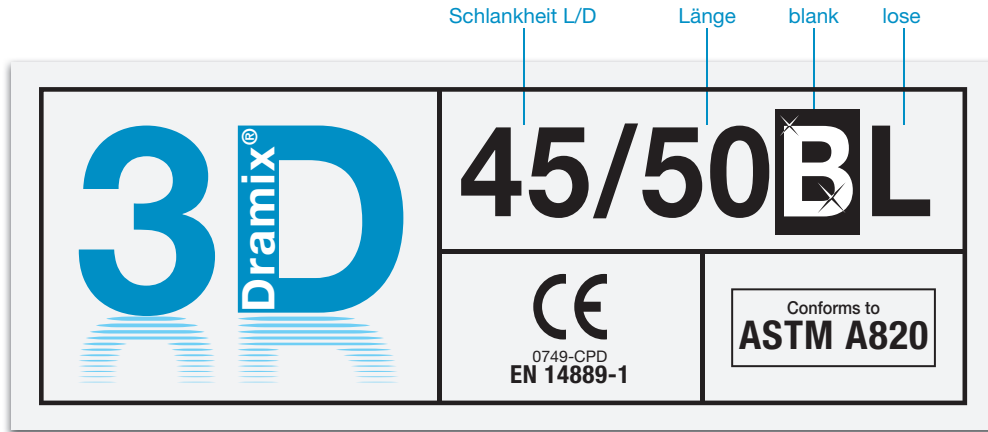 Schlankheit L/D Länge blank lose
3D Dramix®
45/50BL
CE
0749-CPD
EN 14889-1
Conforms to
ASTM A820